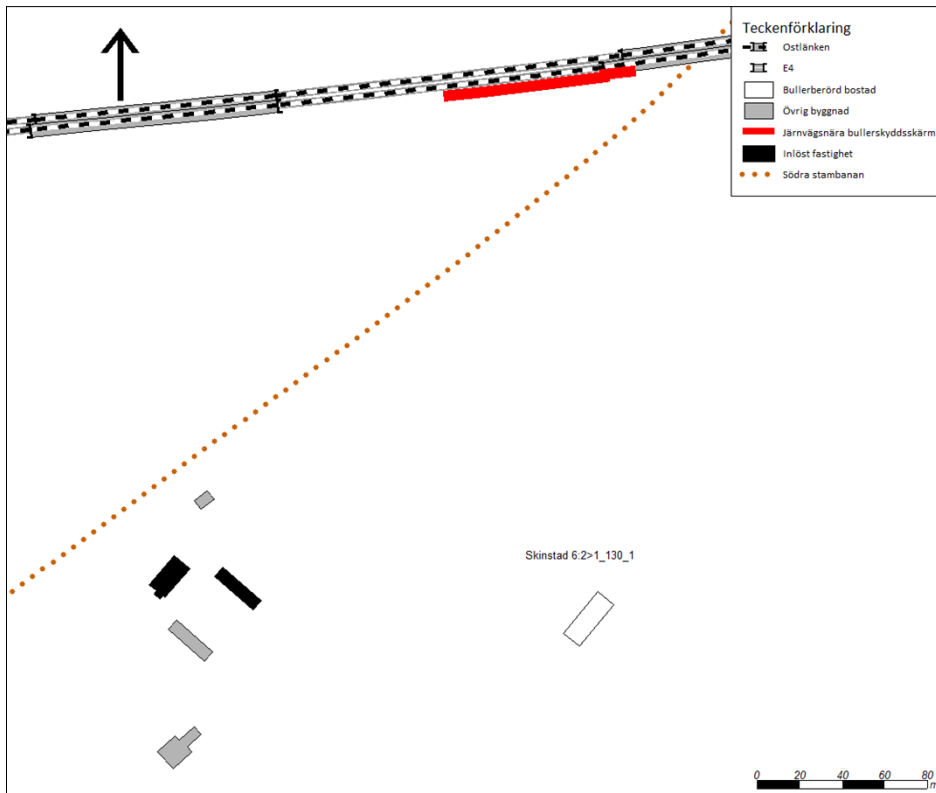 Teckenförklaring
Ostlänken
E4
Bullerberörd bostad
Övrig byggnad
Järnvägsnära bullerskyddsskärm
Inlöst fastighet
Södra stambanan
Skinstad 6:2>1_130_1
0 20 40 60 80
m